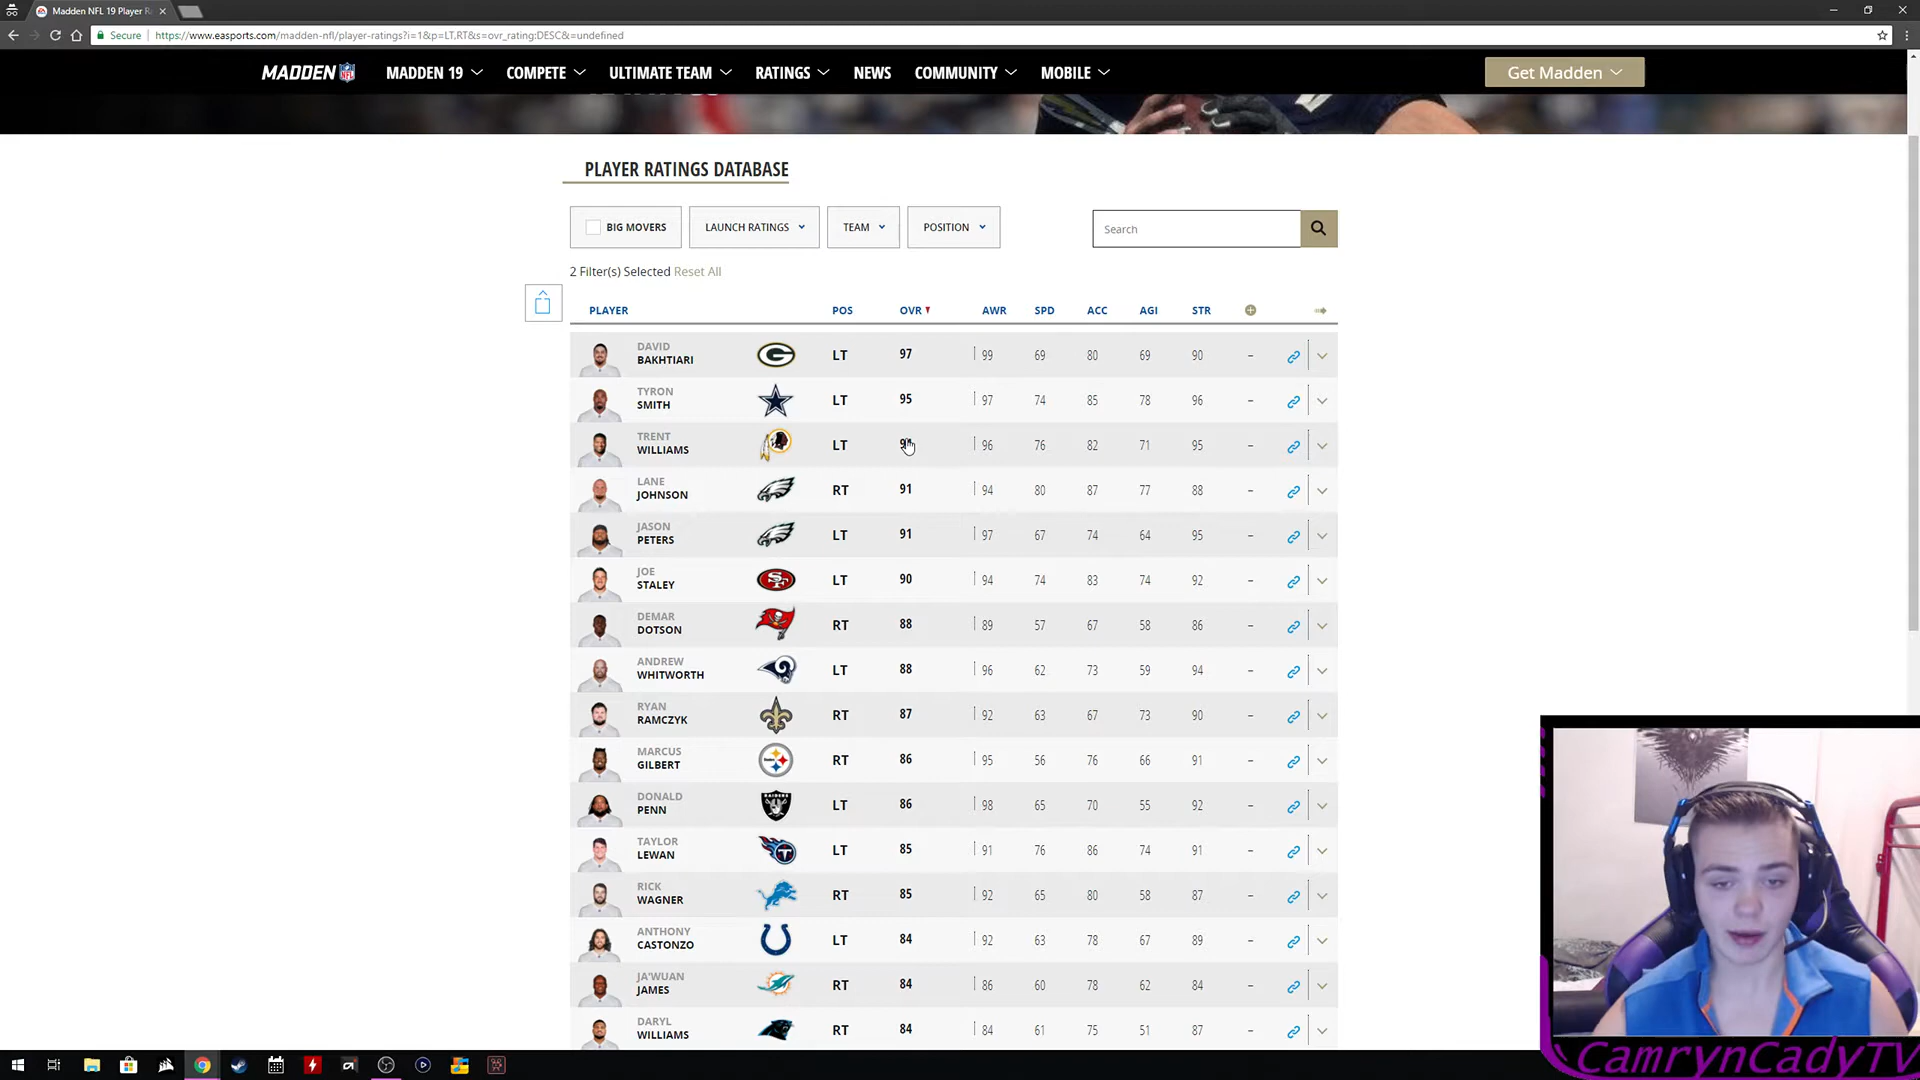 Madden NFL 19 Player R
Secure
https://www.easports.com/madden-nfl/player-ratings?i=1&p=LT,RT&s=ovr_rating:DESC&=undefined
MADDEN NFL
MADDEN 19
COMPETE
ULTIMATE TEAM
RATINGS
NEWS
COMMUNITY
MOBILE
Get Madden
PLAYER RATINGS DATABASE
BIG MOVERS
LAUNCH RATINGS
TEAM
POSITION
Search
2 Filter(s) Selected Reset All
PLAYER POS OVR AWR SPD ACC AGI STR
DAVID
BAKHTIARI LT 97 99 69 80 69 90 –
TYRON
SMITH LT 95 97 74 85 78 96 –
TRENT
WILLIAMS LT 96 76 82 71 95 –
LANE
JOHNSON RT 91 94 80 87 77 88 –
JASON
PETERS LT 91 97 67 74 64 95 –
JOE
STALEY LT 90 94 74 83 74 92 –
DEMAR
DOTSON RT 88 89 57 67 58 86 –
ANDREW
WHITWORTH LT 88 96 62 73 59 94 –
RYAN
RAMCZYK RT 87 92 63 67 73 90 –
MARCUS
GILBERT RT 86 95 56 76 66 91 –
DONALD
PENN LT 86 98 65 70 55 92 –
TAYLOR
LEWAN LT 85 91 76 86 74 91 –
RICK
WAGNER RT 85 92 65 80 58 87 –
ANTHONY
CASTONZO LT 84 92 63 78 67 89 –
JA'WUAN
JAMES RT 84 86 60 78 62 84 –
DARYL
WILLIAMS RT 84 84 61 75 51 87 –
CamrynCadyTV